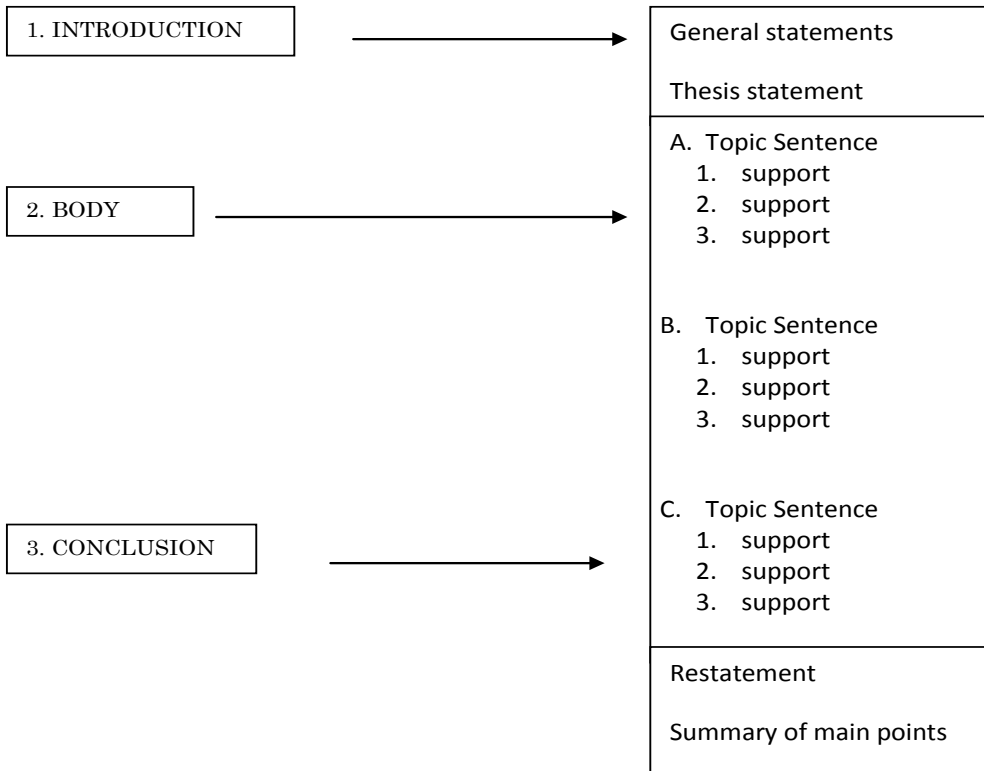 1. INTRODUCTION
General statements
Thesis statement
2. BODY
A. Topic Sentence
1. support
2. support
3. support
B. Topic Sentence
1. support
2. support
3. support
3. CONCLUSION
C. Topic Sentence
1. support
2. support
3. support
Restatement
Summary of main points